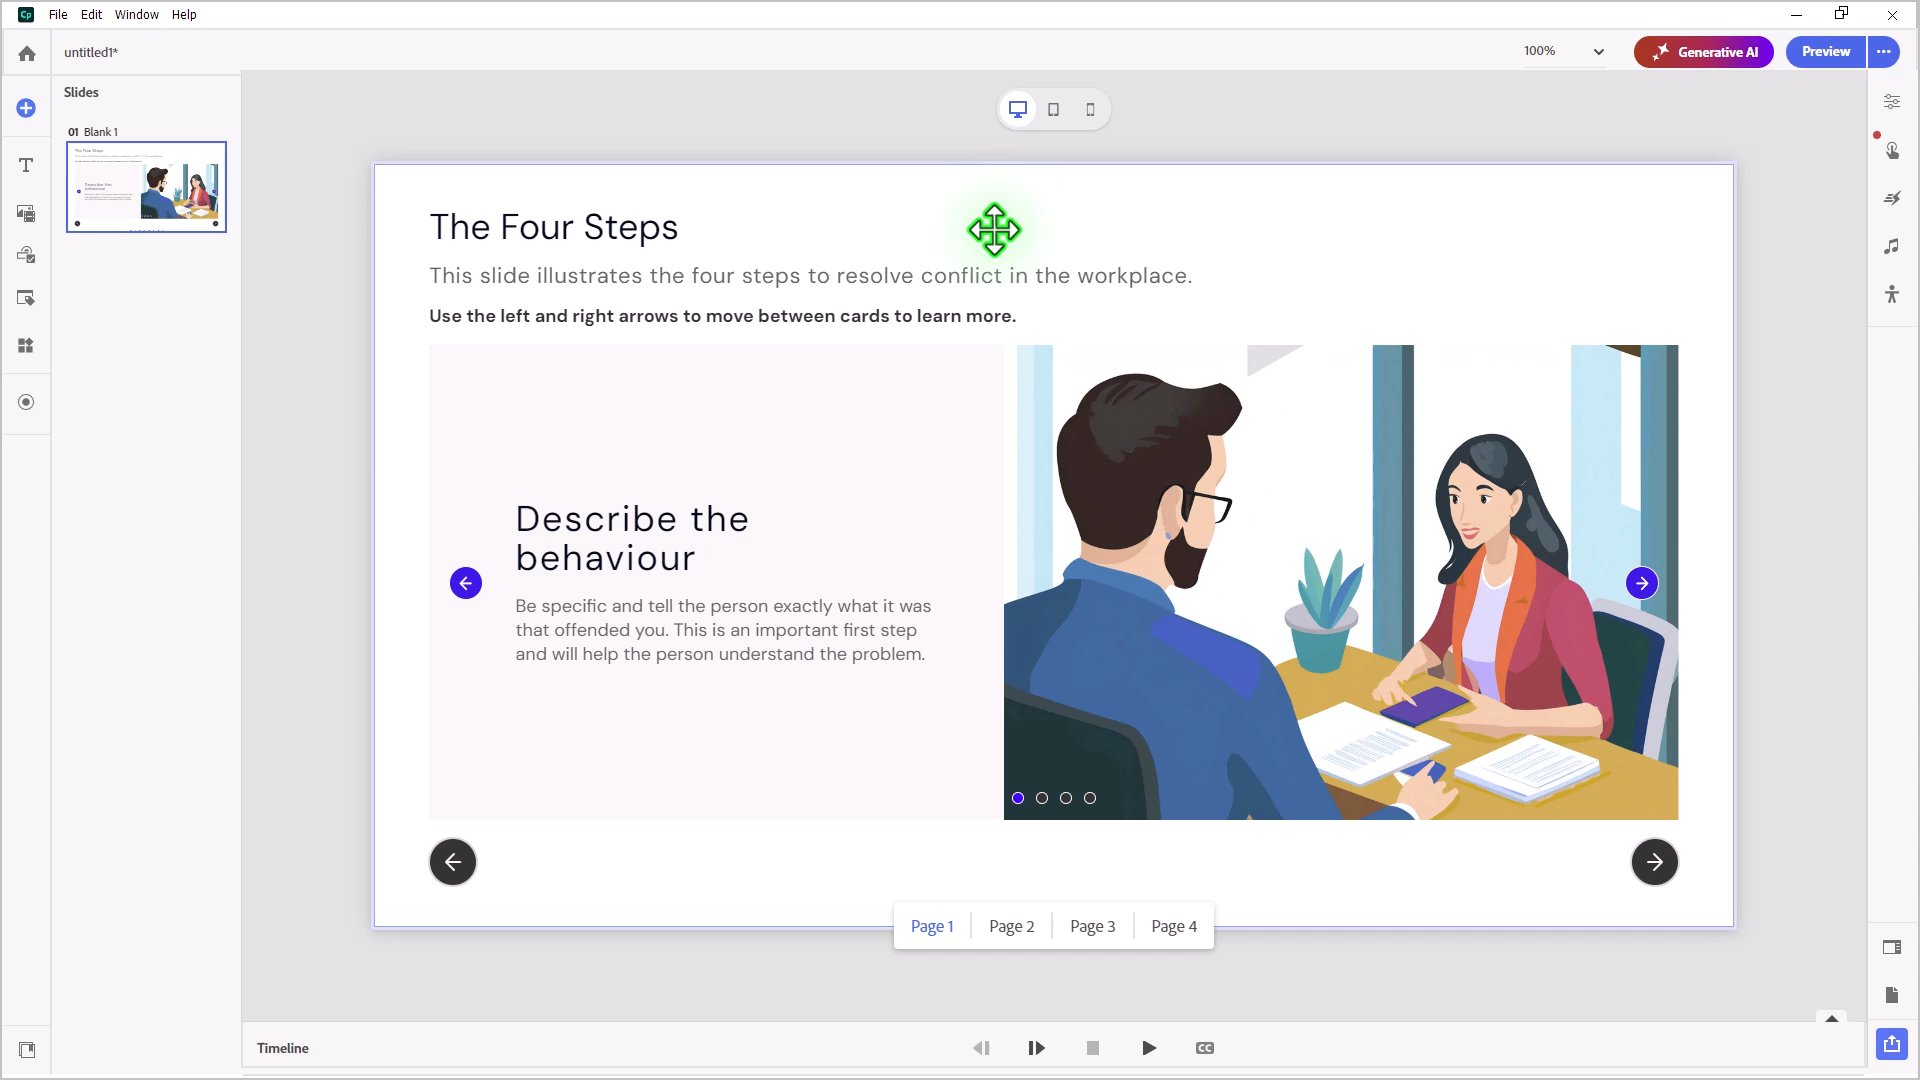 Cp File Edit Window Help
untitled1*
100%
Generative AI
Preview
Slides
01 Blank 1
The Four Steps
This slide illustrates the four steps to resolve conflict in the workplace.
Use the left and right arrows to move between cards to learn more.
Describe the
behaviour
Be specific and tell the person exactly what it was
that offended you. This is an important first step
and will help the person understand the problem.
Page 1 Page 2 Page 3 Page 4
Timeline
CC